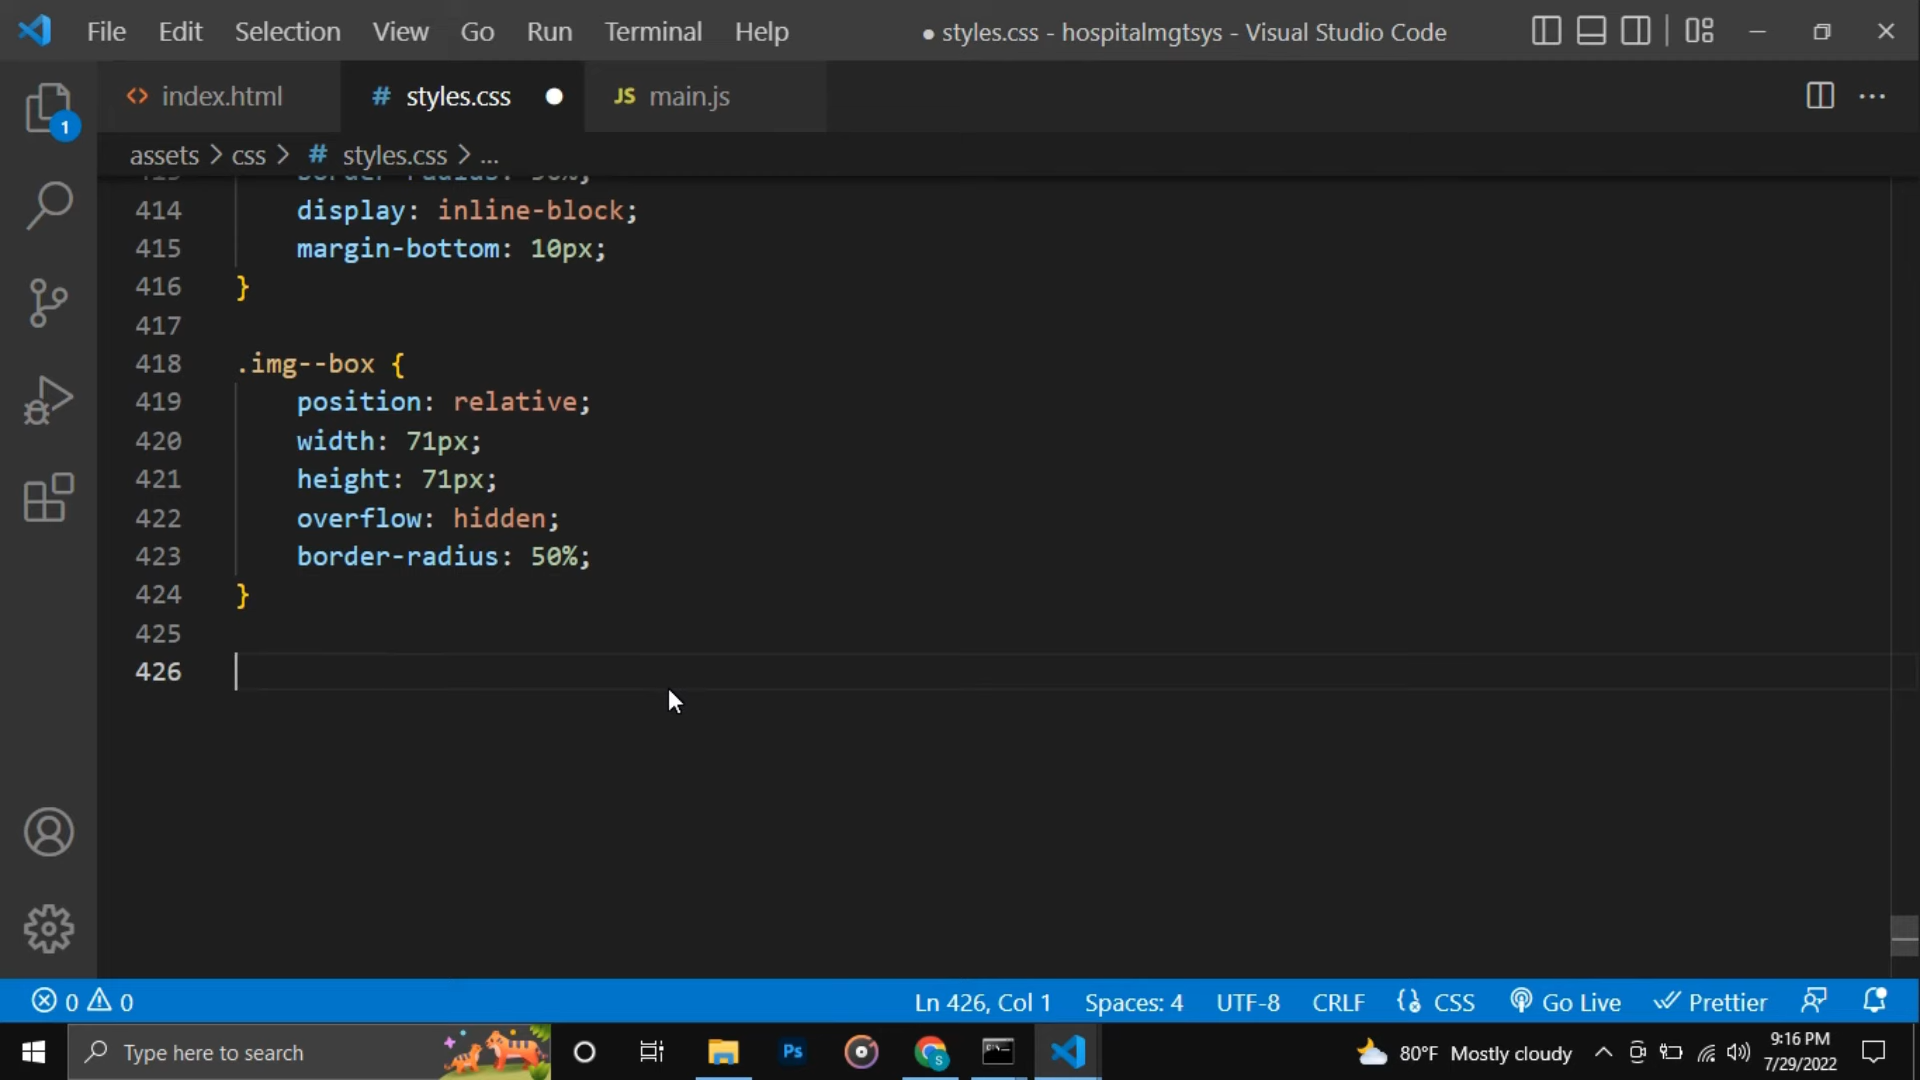 File Edit Selection View Go Run Terminal Help ● styles.css - hospitalmgtsys - Visual Studio Code
<> index.html # styles.css ● JS main.js ...
assets > css > # styles.css > ...
1
414 display: inline-block;
415 margin-bottom: 10px;
416 }
417
418 .img--box {
419 position: relative;
420 width: 71px;
421 height: 71px;
422 overflow: hidden;
423 border-radius: 50%;
424 }
425
426
0 0 Ln 426, Col 1 Spaces: 4 UTF-8 CRLF CSS Go Live Prettier
Type here to search Ps S 80°F Mostly cloudy 9:16 PM
7/29/2022